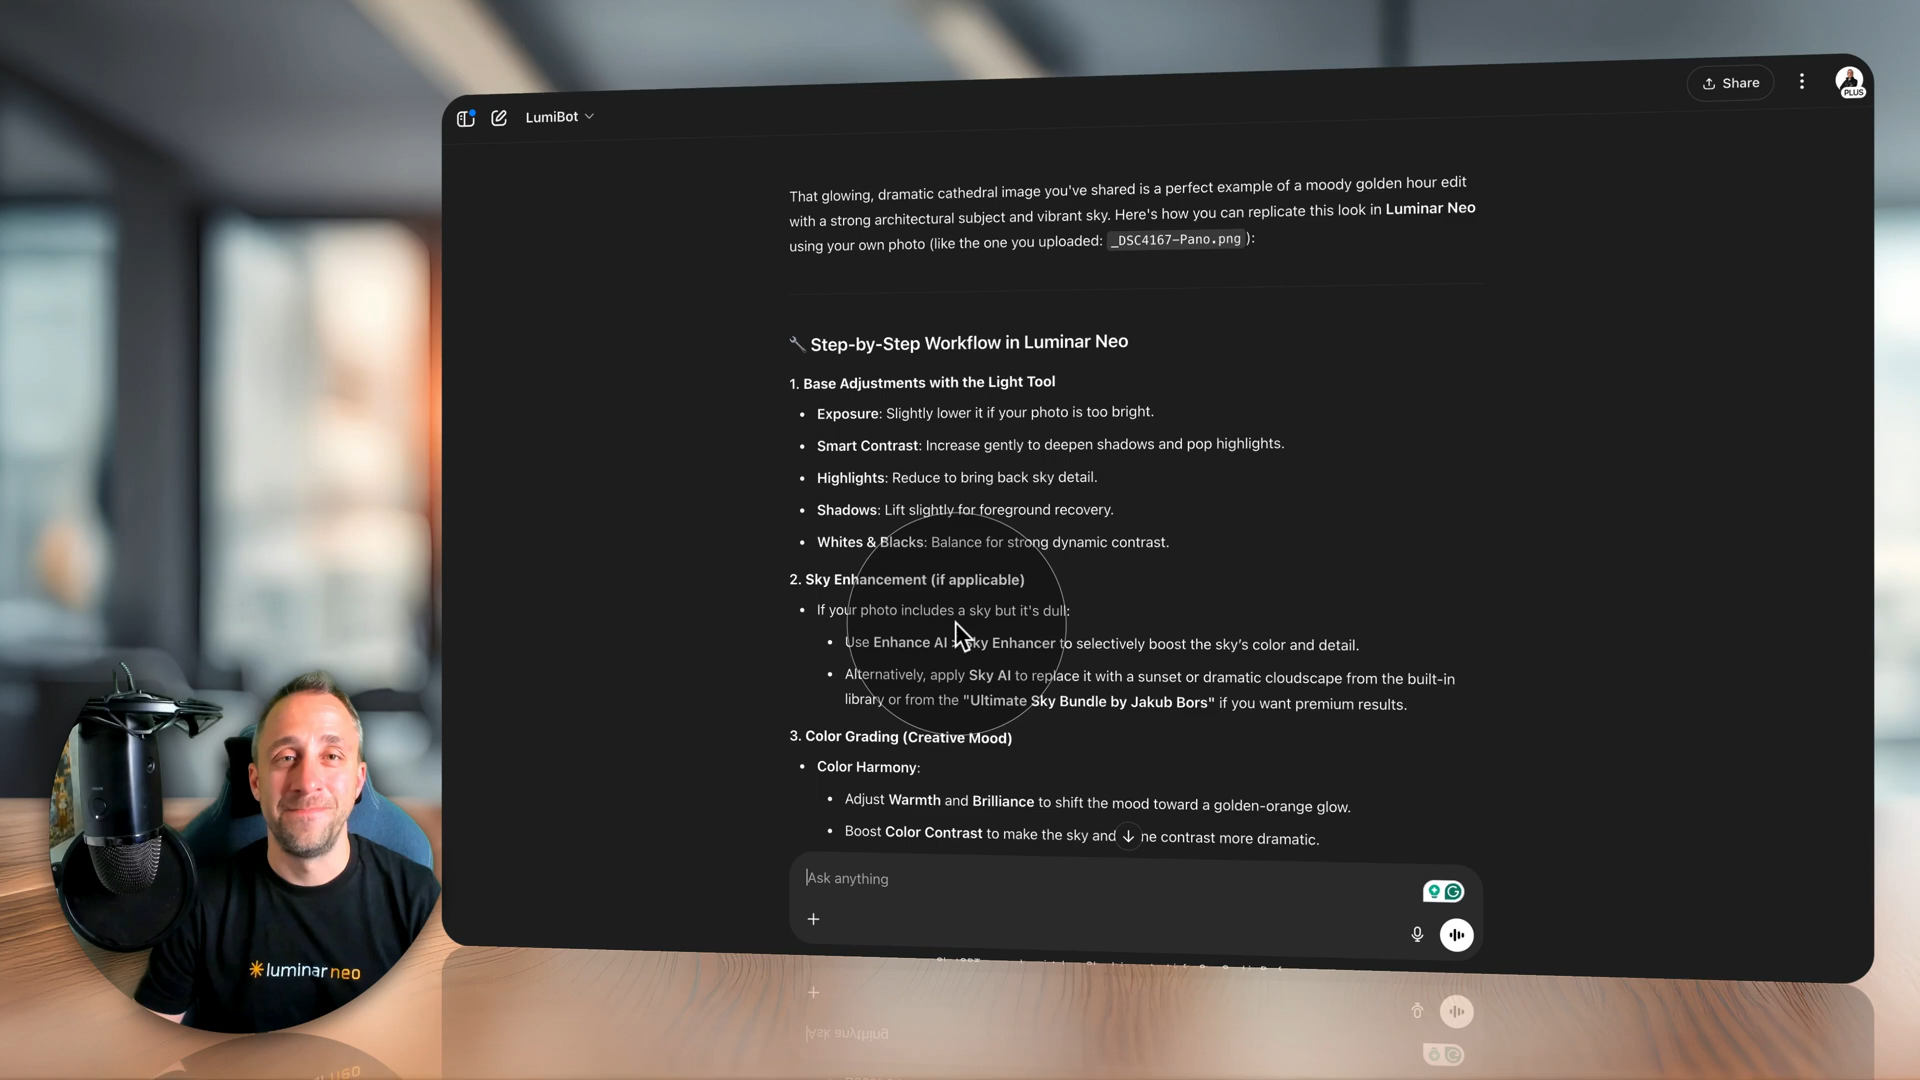 LumiBot
Share
PLUS
That glowing, dramatic cathedral image you've shared is a perfect example of a moody golden hour edit
with a strong architectural subject and vibrant sky. Here's how you can replicate this look in Luminar Neo
using your own photo (like the one you uploaded: _DSC4167-Pano.png):
Step-by-Step Workflow in Luminar Neo
1. Base Adjustments with the Light Tool
• Exposure: Slightly lower it if your photo is too bright.
• Smart Contrast: Increase gently to deepen shadows and pop highlights.
• Highlights: Reduce to bring back sky detail.
• Shadows: Lift slightly for foreground recovery.
• Whites & Blacks: Balance for strong dynamic contrast.
2. Sky Enhancement (if applicable)
• If your photo includes a sky but it's dull:
• Use Enhance AI > Sky Enhancer to selectively boost the sky's color and detail.
• Alternatively, apply Sky AI to replace it with a sunset or dramatic cloudscape from the built-in
library or from the "Ultimate Sky Bundle by Jakub Bors" if you want premium results.
3. Color Grading (Creative Mood)
• Color Harmony:
• Adjust Warmth and Brilliance to shift the mood toward a golden-orange glow.
• Boost Color Contrast to make the sky and ne contrast more dramatic.
Ask anything
luminar neo
Ask anything